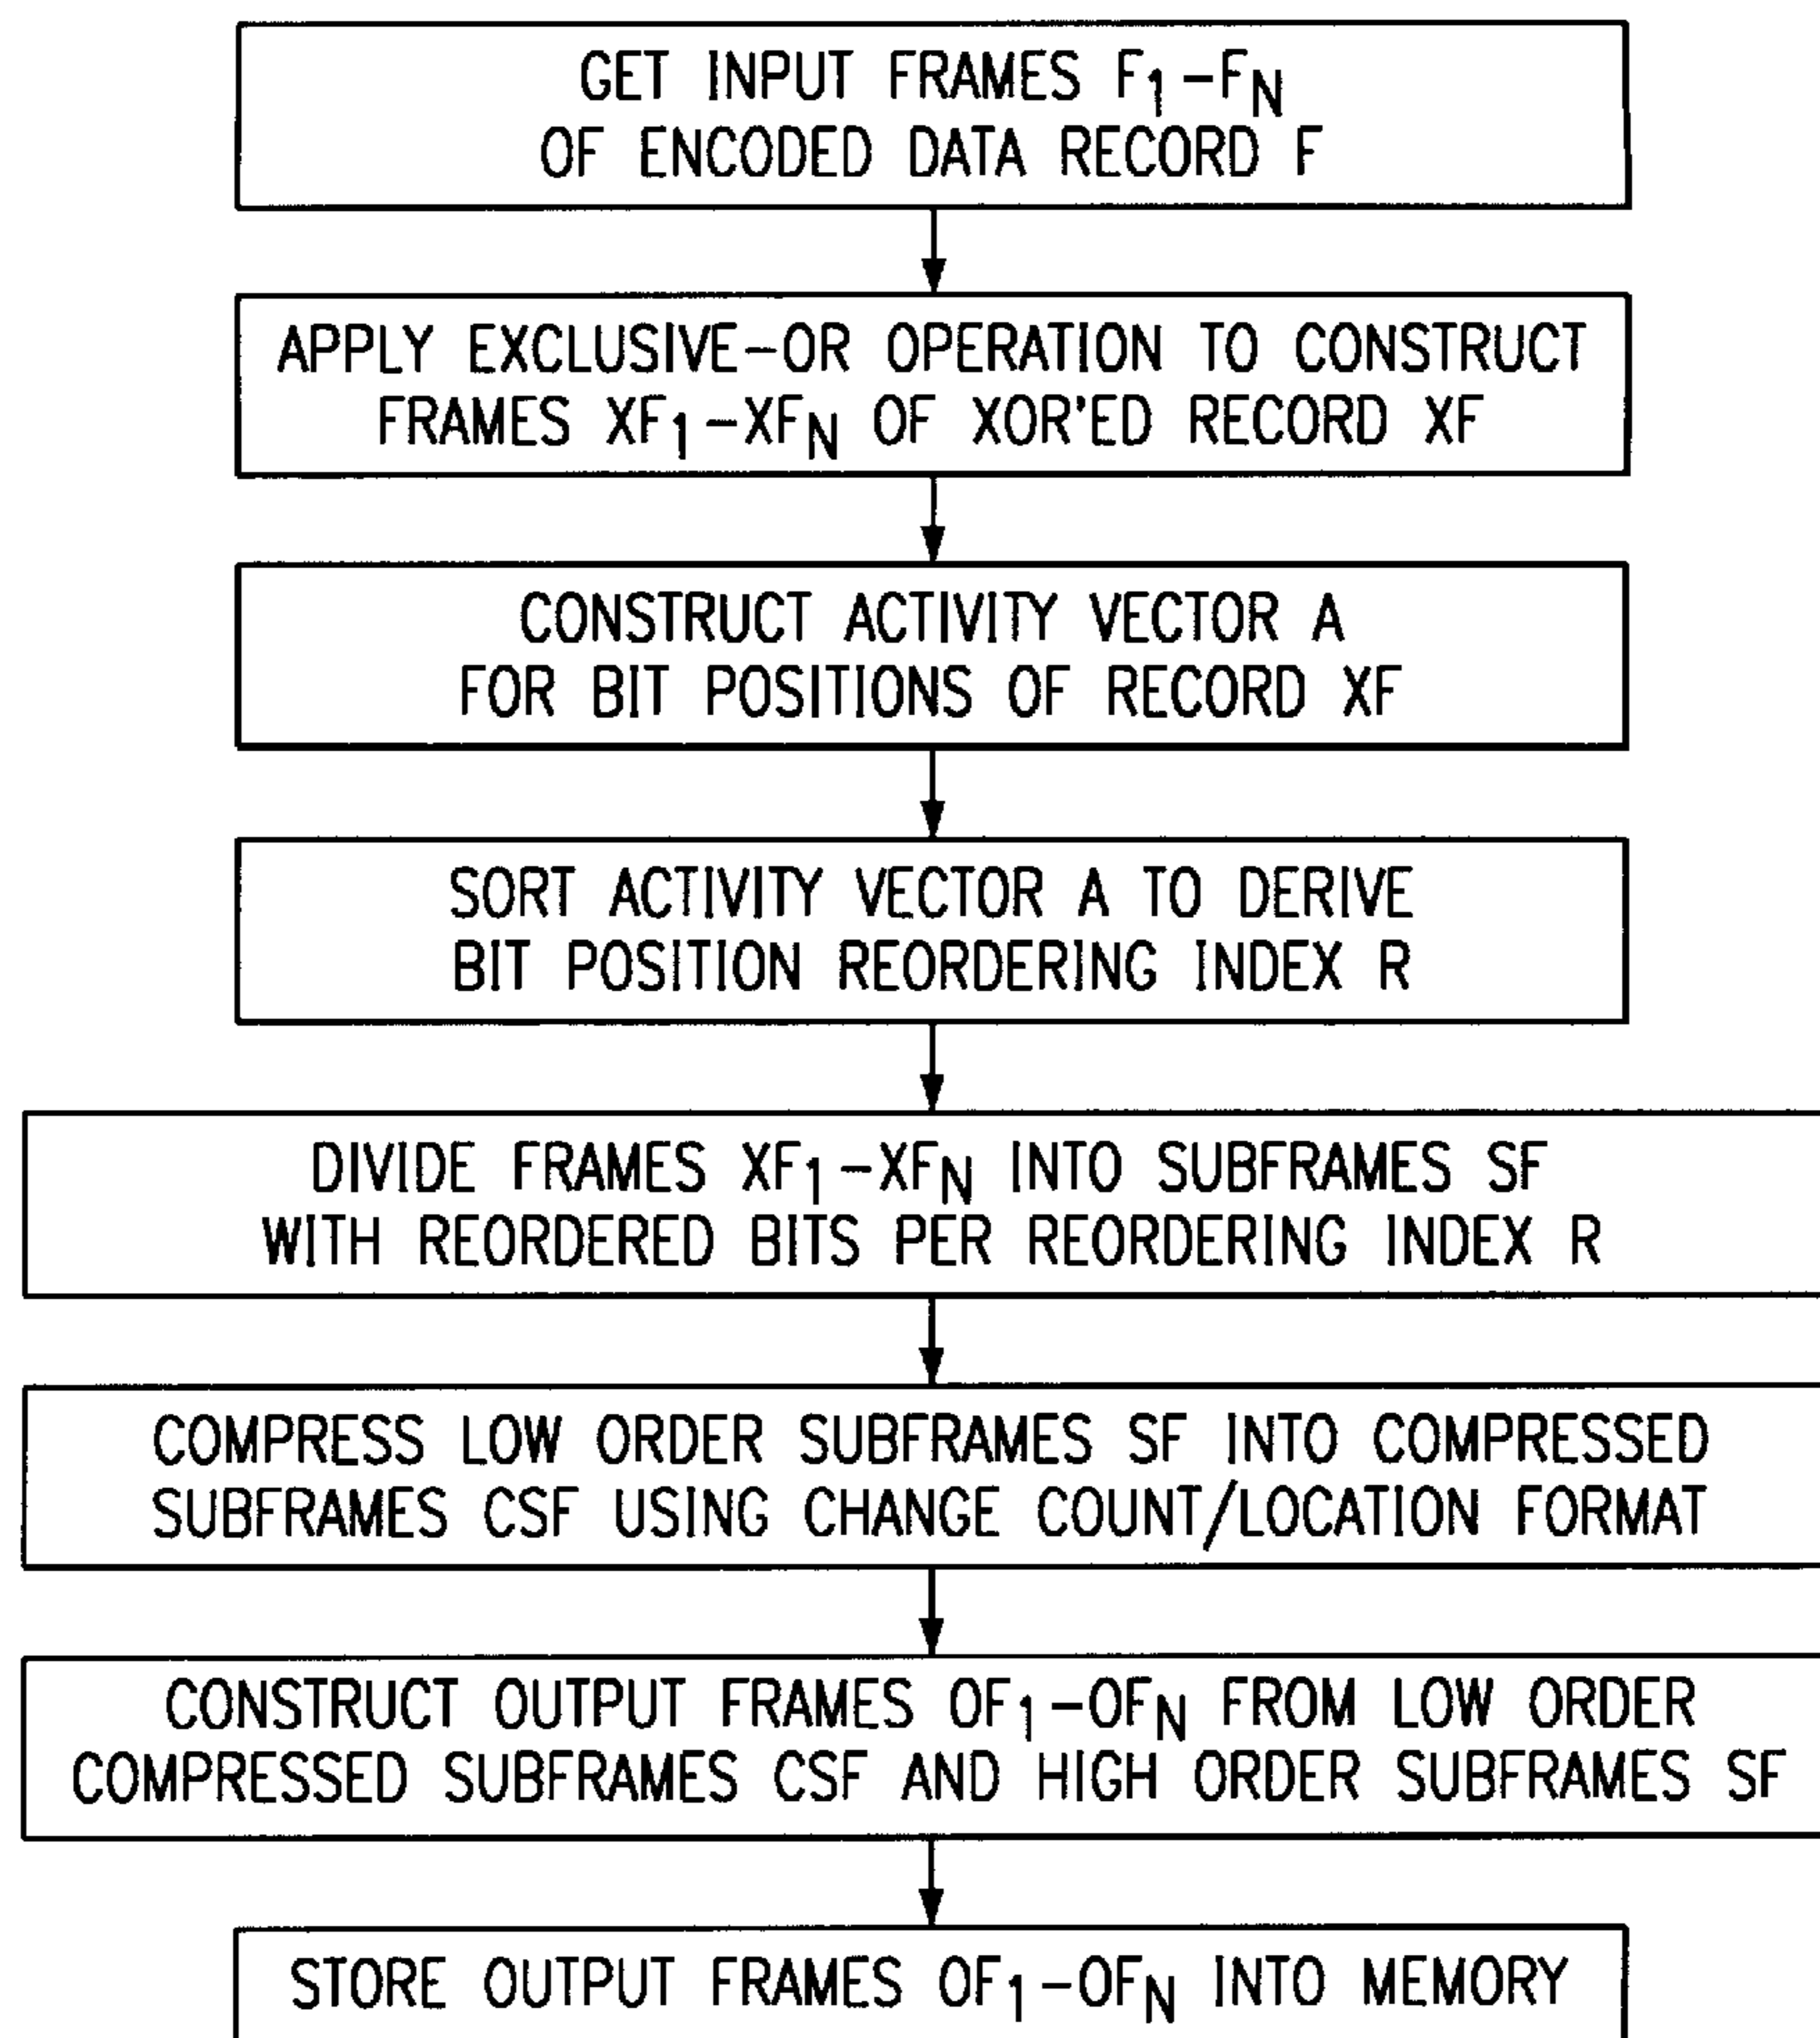 GET INPUT FRAMES F1-FN
OF ENCODED DATA RECORD F
APPLY EXCLUSIVE-OR OPERATION TO CONSTRUCT
FRAMES XF1-XFN OF XOR'ED RECORD XF
CONSTRUCT ACTIVITY VECTOR A
FOR BIT POSITIONS OF RECORD XF
SORT ACTIVITY VECTOR A TO DERIVE
BIT POSITION REORDERING INDEX R
DIVIDE FRAMES XF1-XFN INTO SUBFRAMES SF
WITH REORDERED BITS PER REORDERING INDEX R
COMPRESS LOW ORDER SUBFRAMES SF INTO COMPRESSED
SUBFRAMES CSF USING CHANGE COUNT/LOCATION FORMAT
CONSTRUCT OUTPUT FRAMES OF1-OFN FROM LOW ORDER
COMPRESSED SUBFRAMES CSF AND HIGH ORDER SUBFRAMES SF
STORE OUTPUT FRAMES OF1-OFN INTO MEMORY